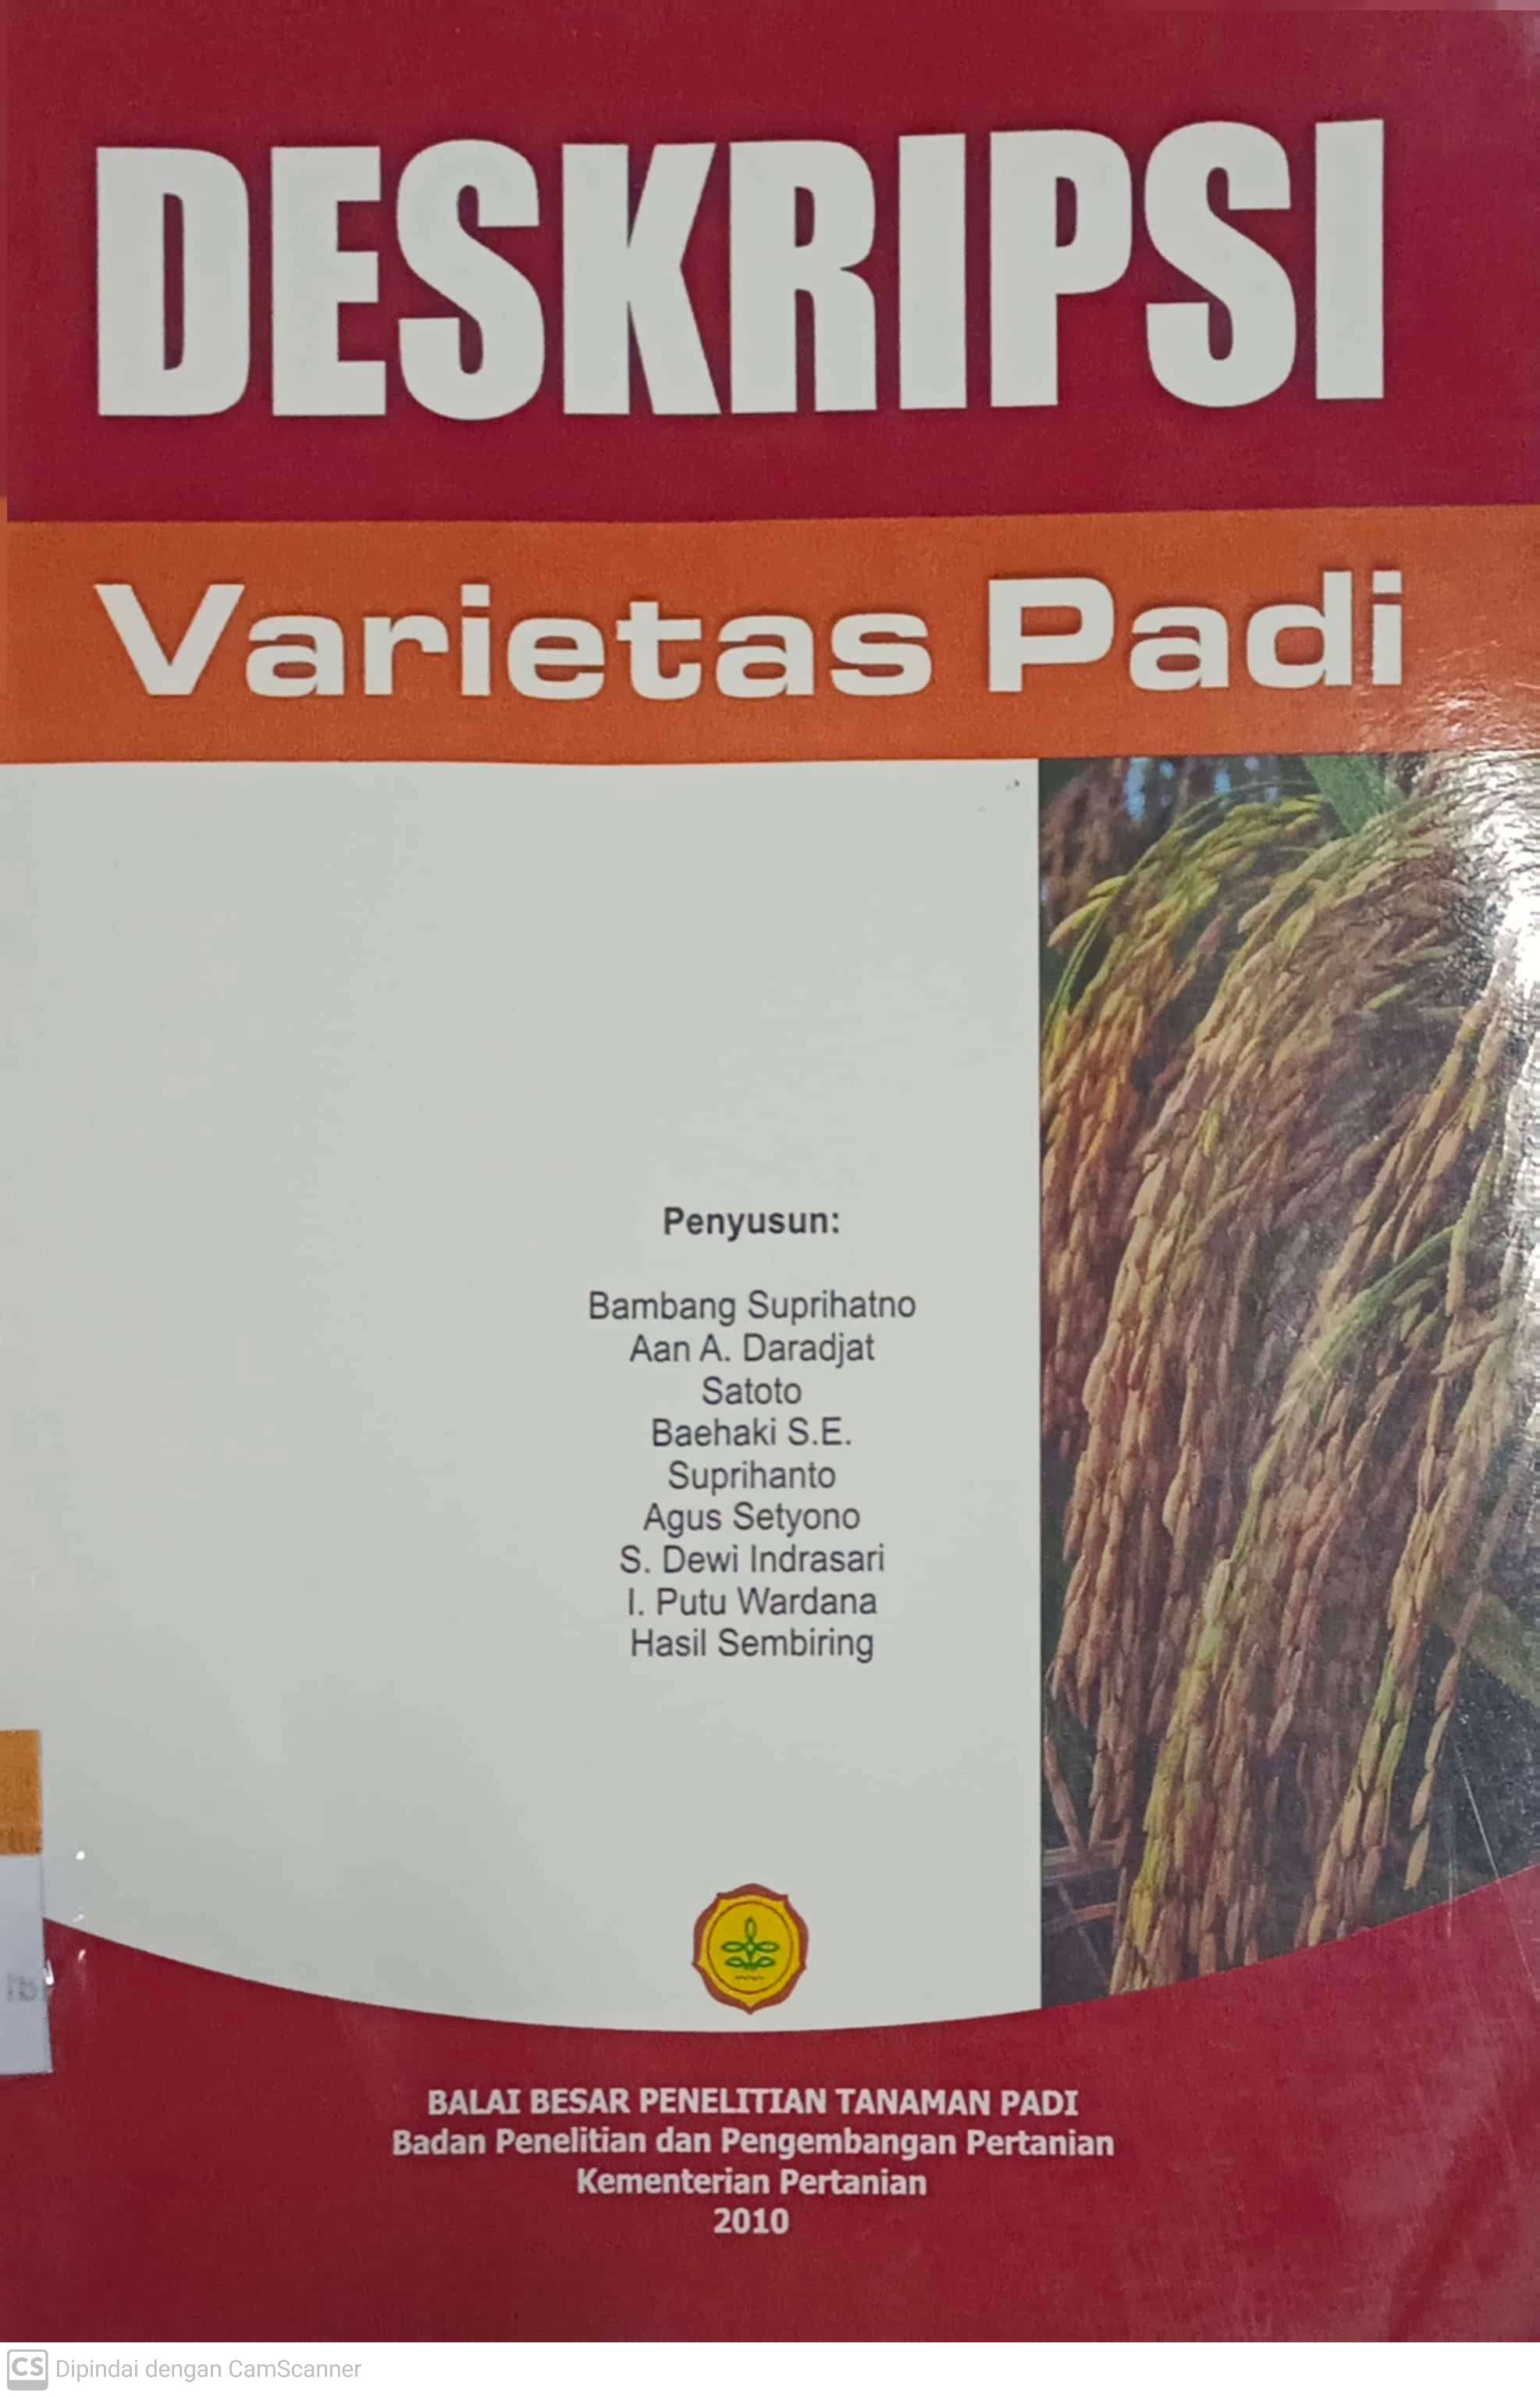 DESKRIPSI
Varietas Padi
Penyusun:
Bambang Suprihatno
Aan A. Daradjat
Satoto
Baehaki S.E.
Suprihanto
Agus Setyono
S. Dewi Indrasari
I. Putu Wardana
Hasil Sembiring
BALAI BESAR PENELITIAN TANAMAN PADI
Badan Penelitian dan Pengembangan Pertanian
Kementerian Pertanian
2010
CS Dipindai dengan CamScanner